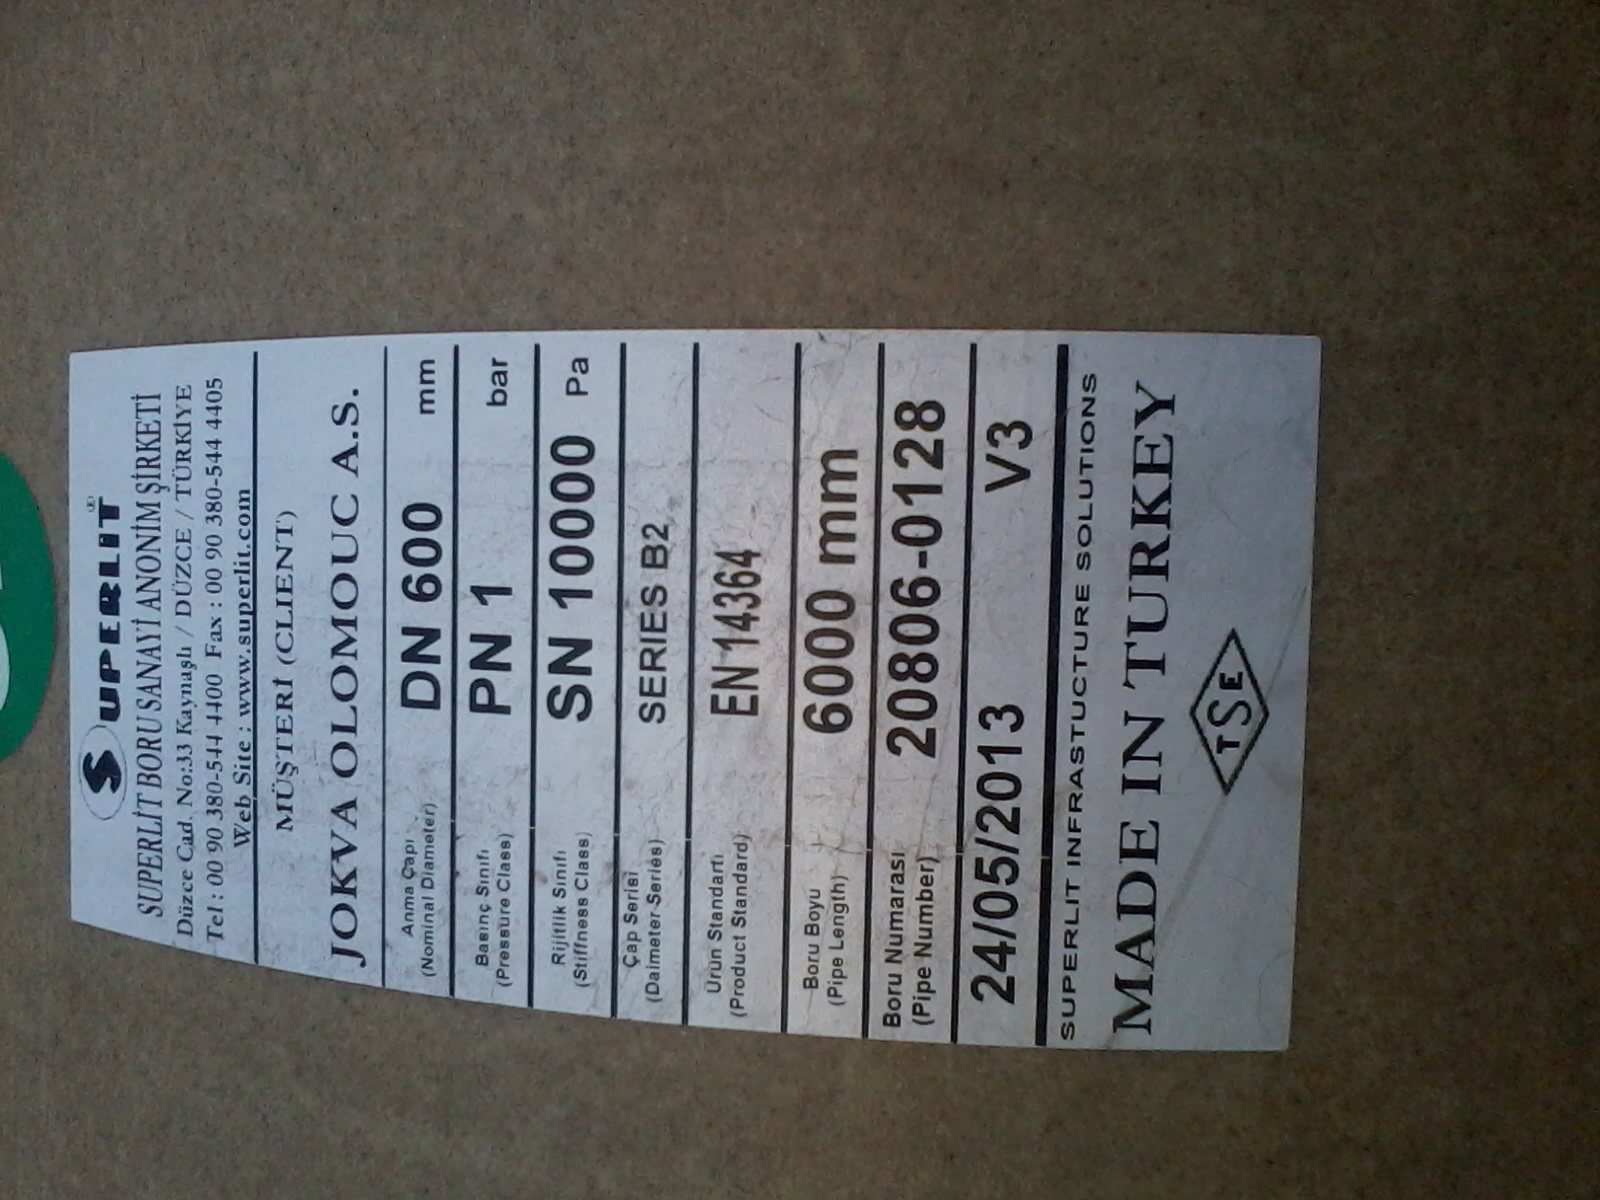 SUPERLIT ®
SUPERLİT BORU SANAYİ ANONİM ŞİRKETİ
Düzce Cad. No:33 Kaynaşlı / DÜZCE / TÜRKİYE
Tel : 00 90 380-544 4400 Fax : 00 90 380-544 4405
Web Site : www.superlit.com
MÜŞTERİ (CLIENT)
JOKVA OLOMOUC A.S.
Anma Çapı
(Nominal Diameter) DN 600 mm
Basınç Sınıfı
(Pressure Class) PN 1 bar
Rijitlik Sınıfı
(Stiffness Class) SN 10000 Pa
Çap Serisi
(Daimeter Series) SERIES B2
Ürün Standartı
(Product Standard) EN 14364
Boru Boyu
(Pipe Length) 6000 mm
Boru Numarası
(Pipe Number) 20806-0128
24/05/2013 V3
SUPERLIT INFRASTUCTURE SOLUTIONS
MADE IN TURKEY
TSE